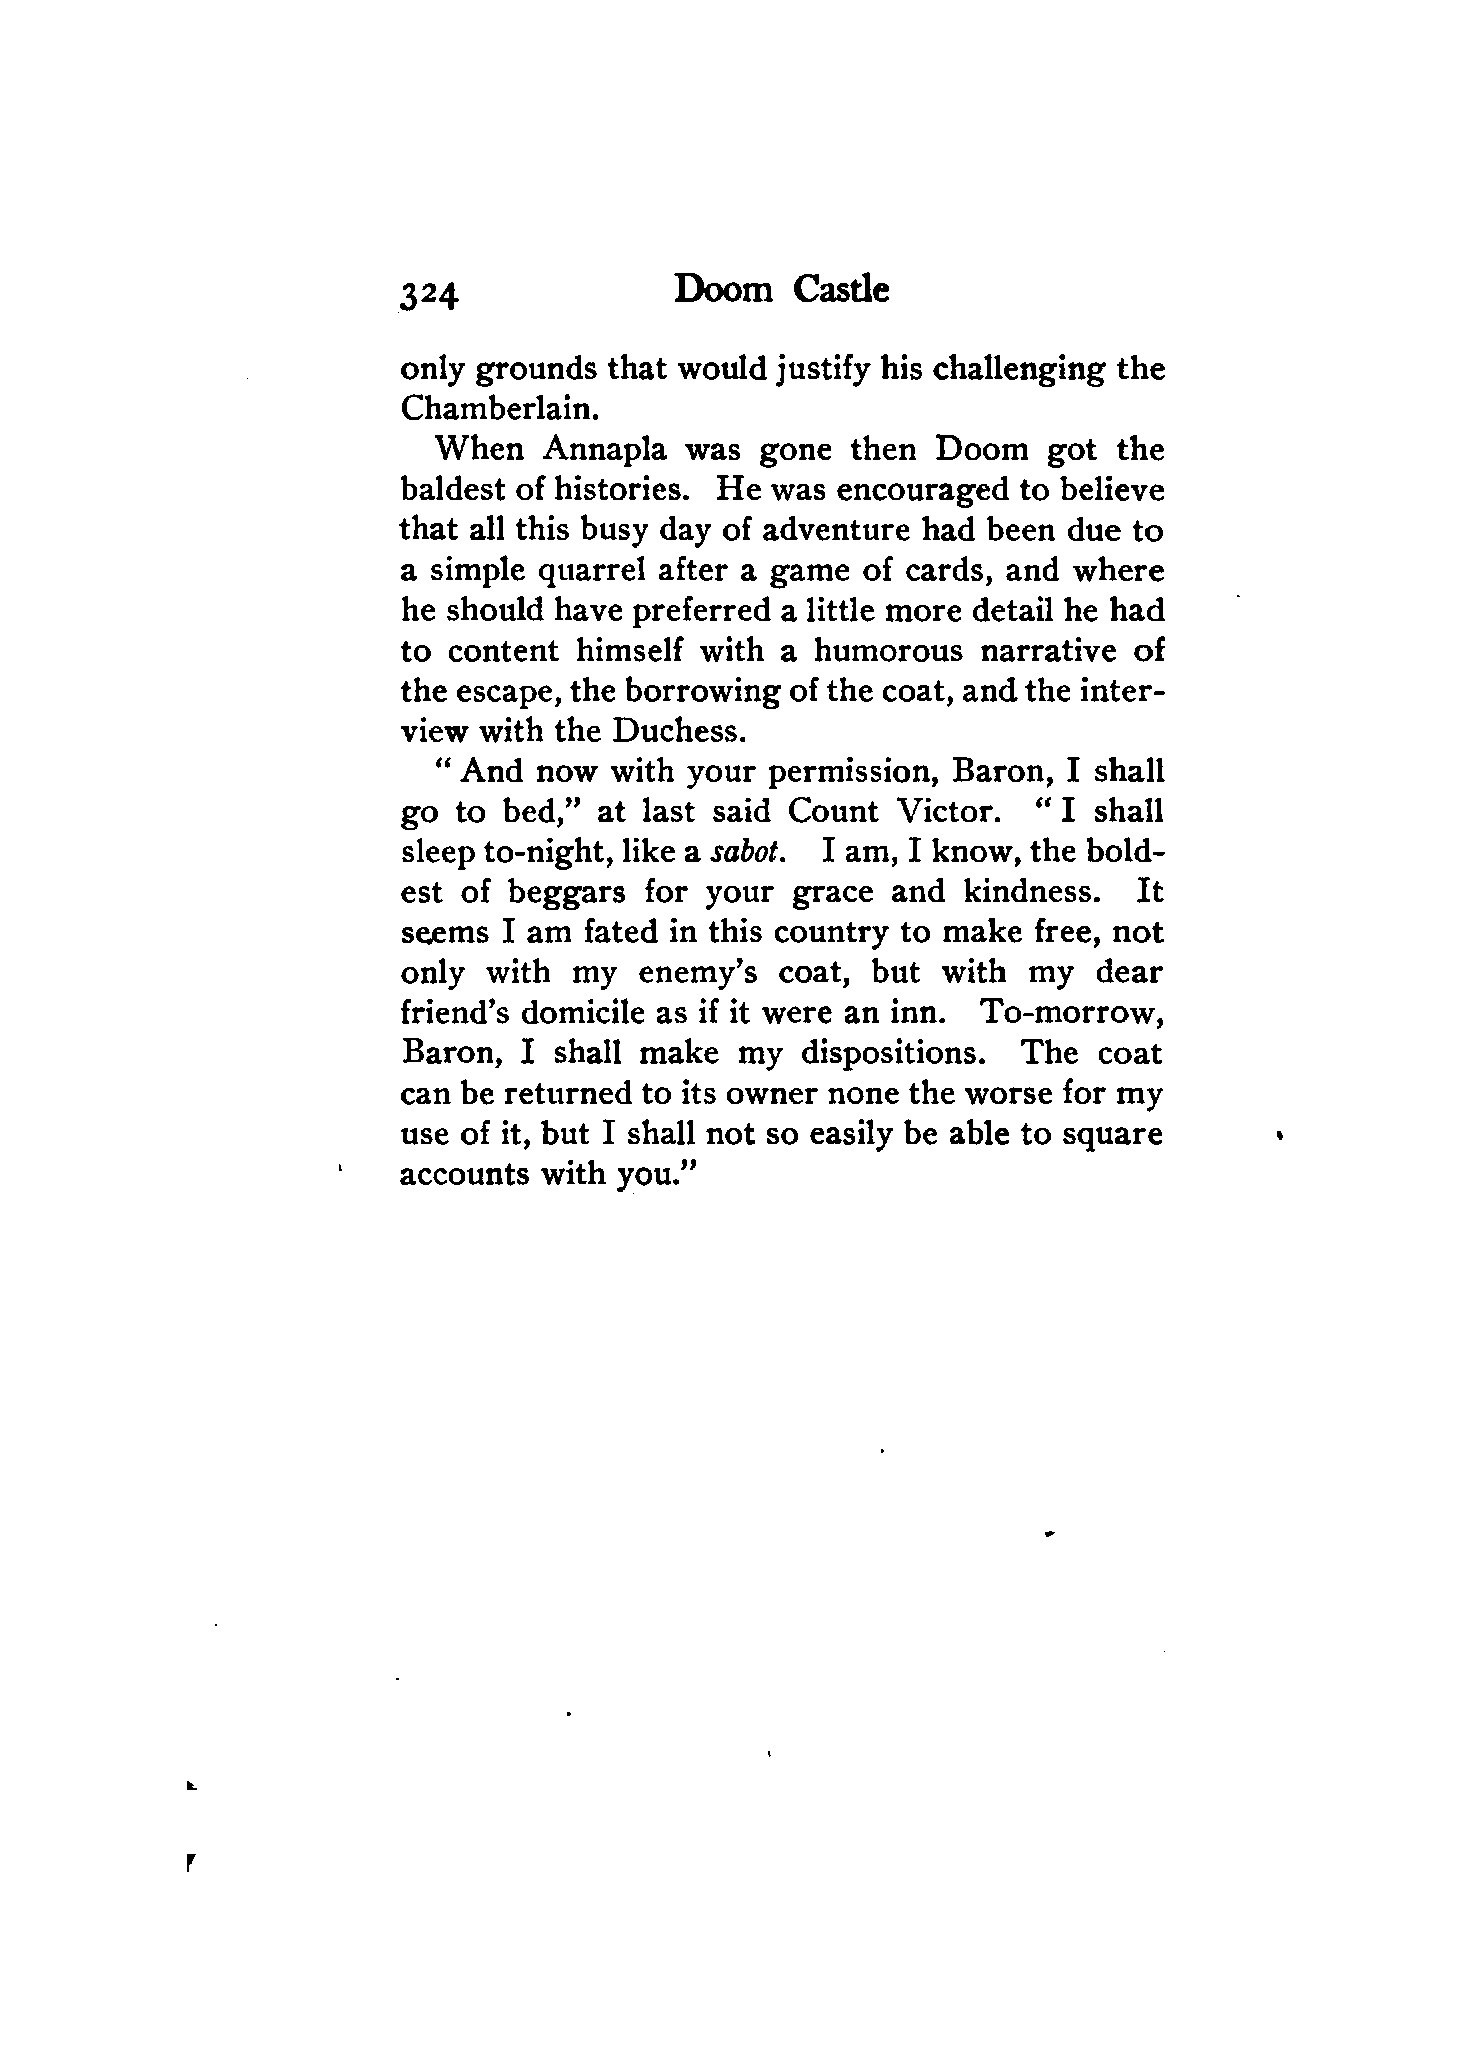 324 Doom Castle
only grounds that would justify his challenging the
Chamberlain.
When Annapla was gone then Doom got the
baldest of histories. He was encouraged to believe
that all this busy day of adventure had been due to
a simple quarrel after a game of cards, and where
he should have preferred a little more detail he had
to content himself with a humorous narrative of
the escape, the borrowing of the coat, and the inter-
view with the Duchess.
“ And now with your permission, Baron, I shall
go to bed,” at last said Count Victor. “ I shall
sleep to-night, like a sabot. I am, I know, the bold-
est of beggars for your grace and kindness. It
seems I am fated in this country to make free, not
only with my enemy's coat, but with my dear
friend's domicile as if it were an inn. To-morrow,
Baron, I shall make my dispositions. The coat
can be returned to its owner none the worse for my
use of it, but I shall not so easily be able to square
accounts with you.”